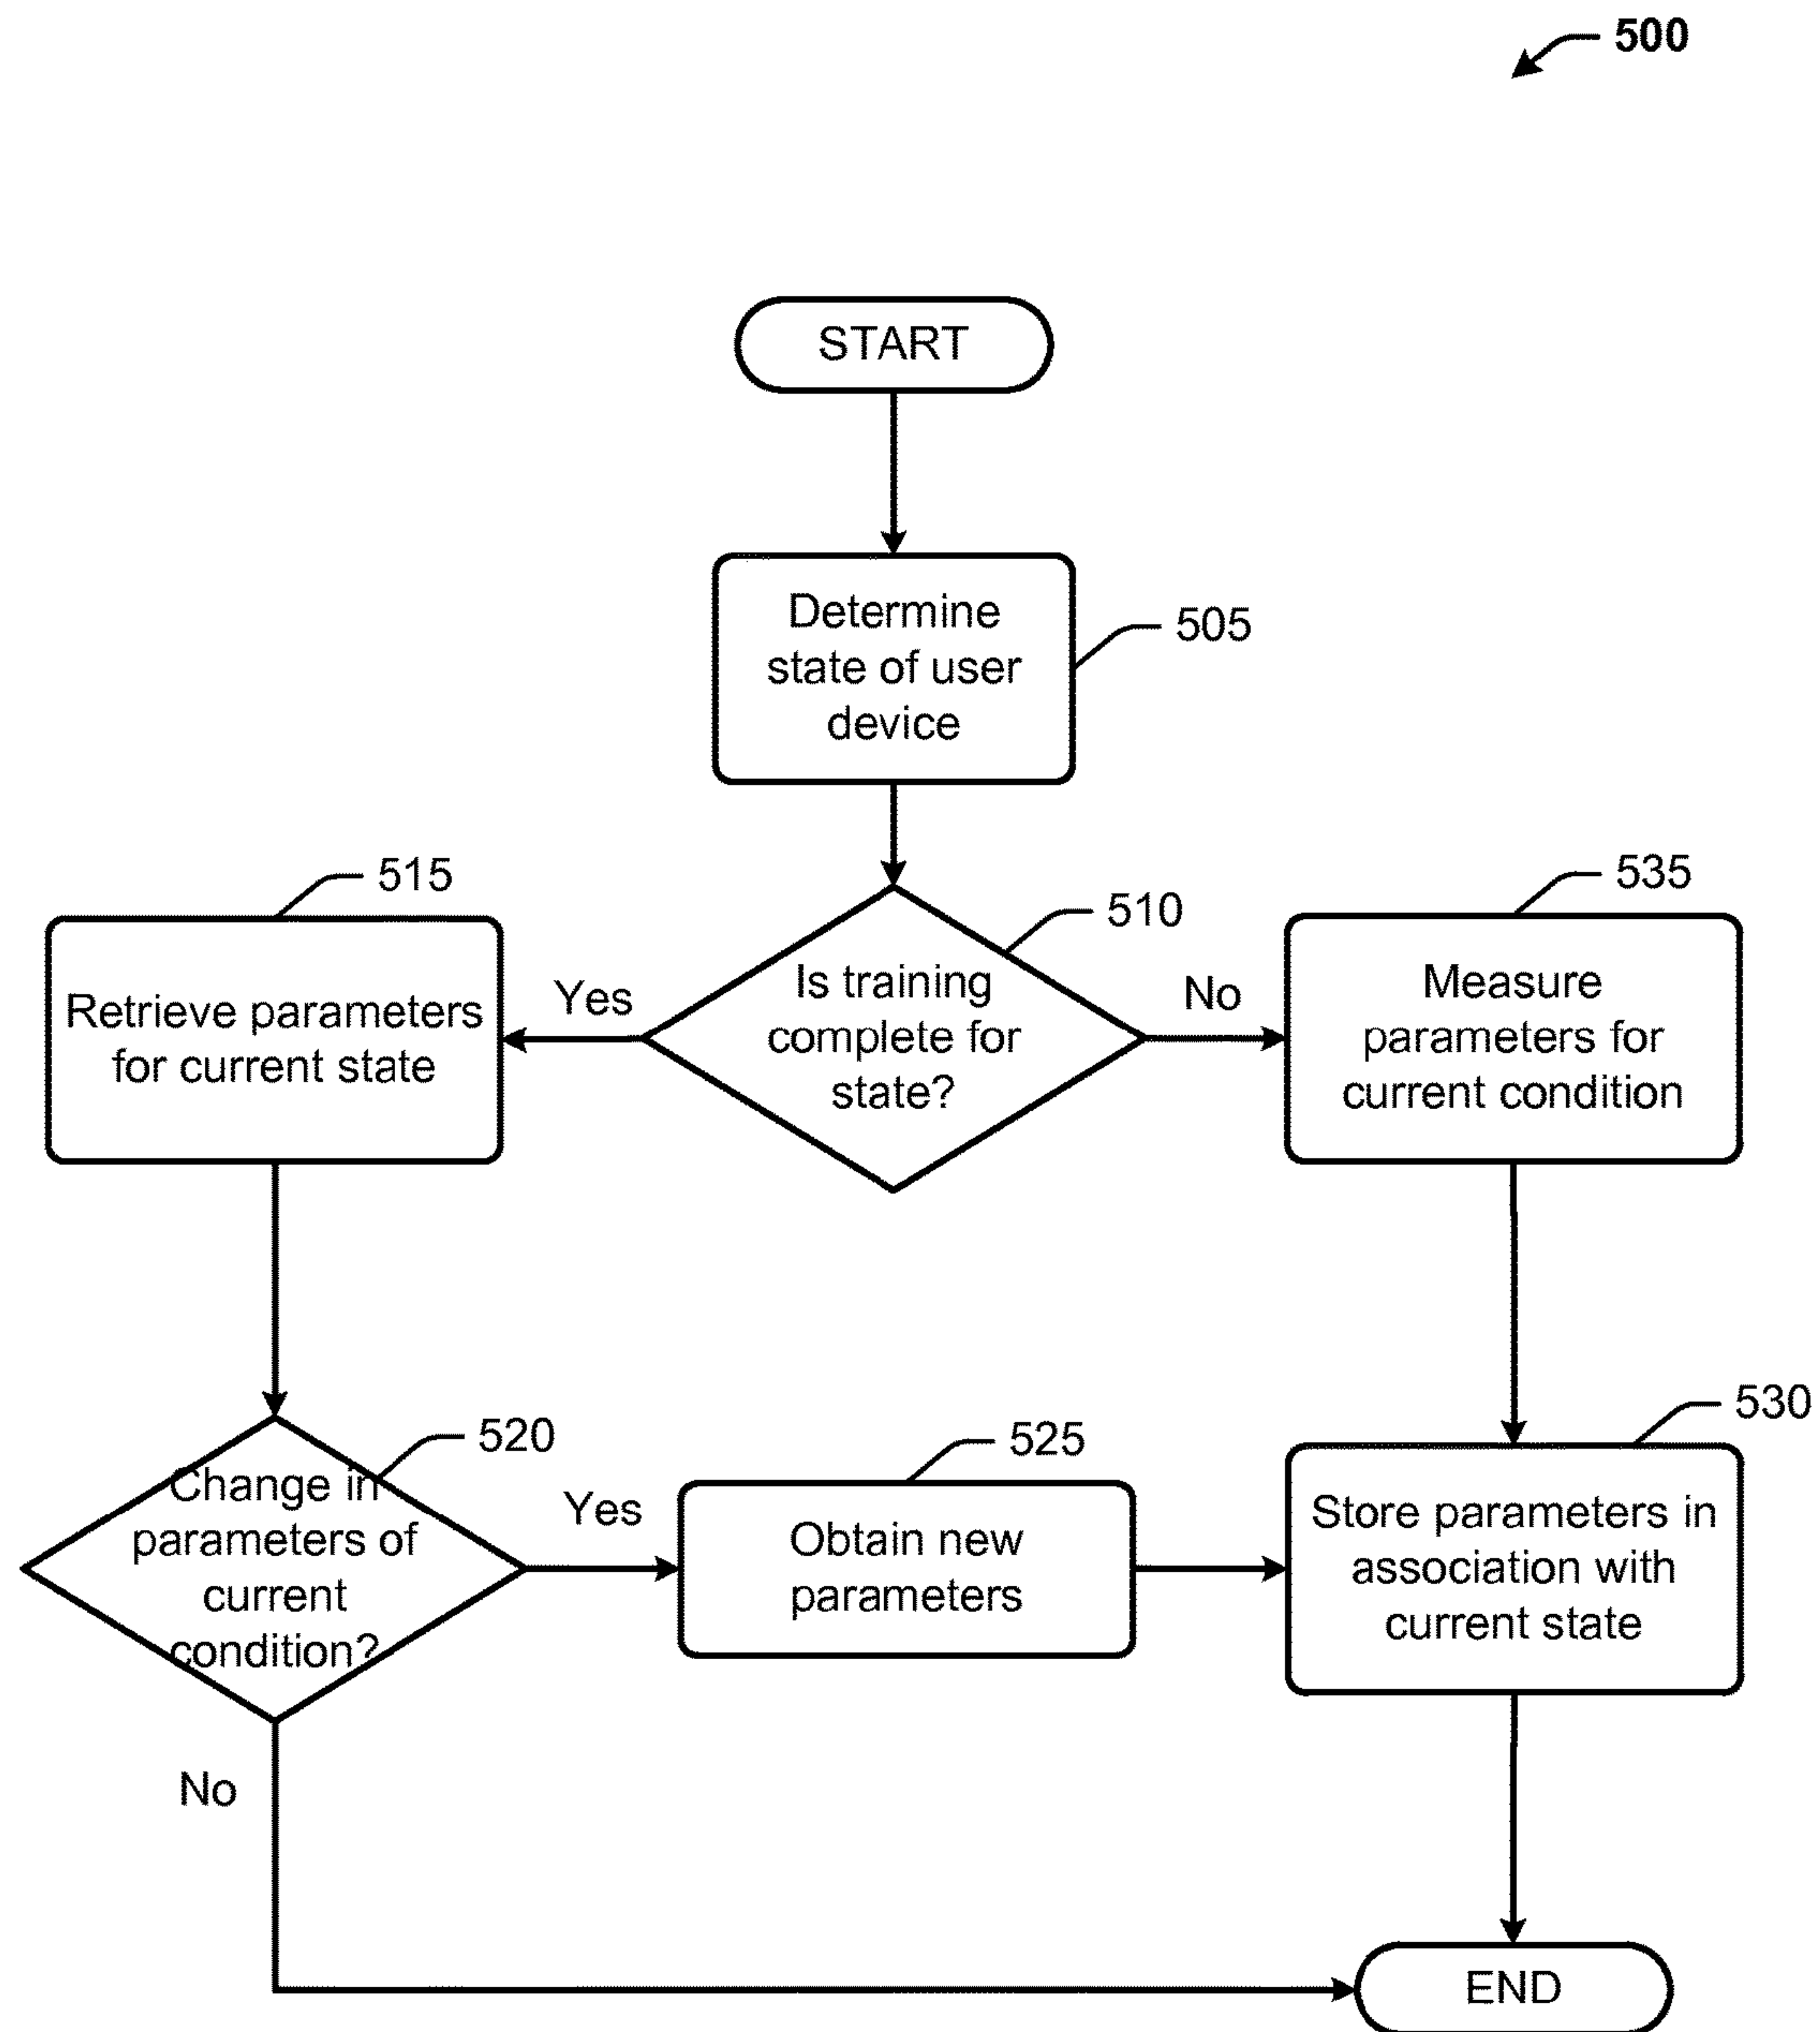 500
START
Determine
state of user
device
505
515
510
535
Retrieve parameters
for current state
Yes
Is training
complete for
state?
No
Measure
parameters for
current condition
520
525
530
Change in
parameters of
current
condition?
Yes
Obtain new
parameters
Store parameters in
association with
current state
No
END